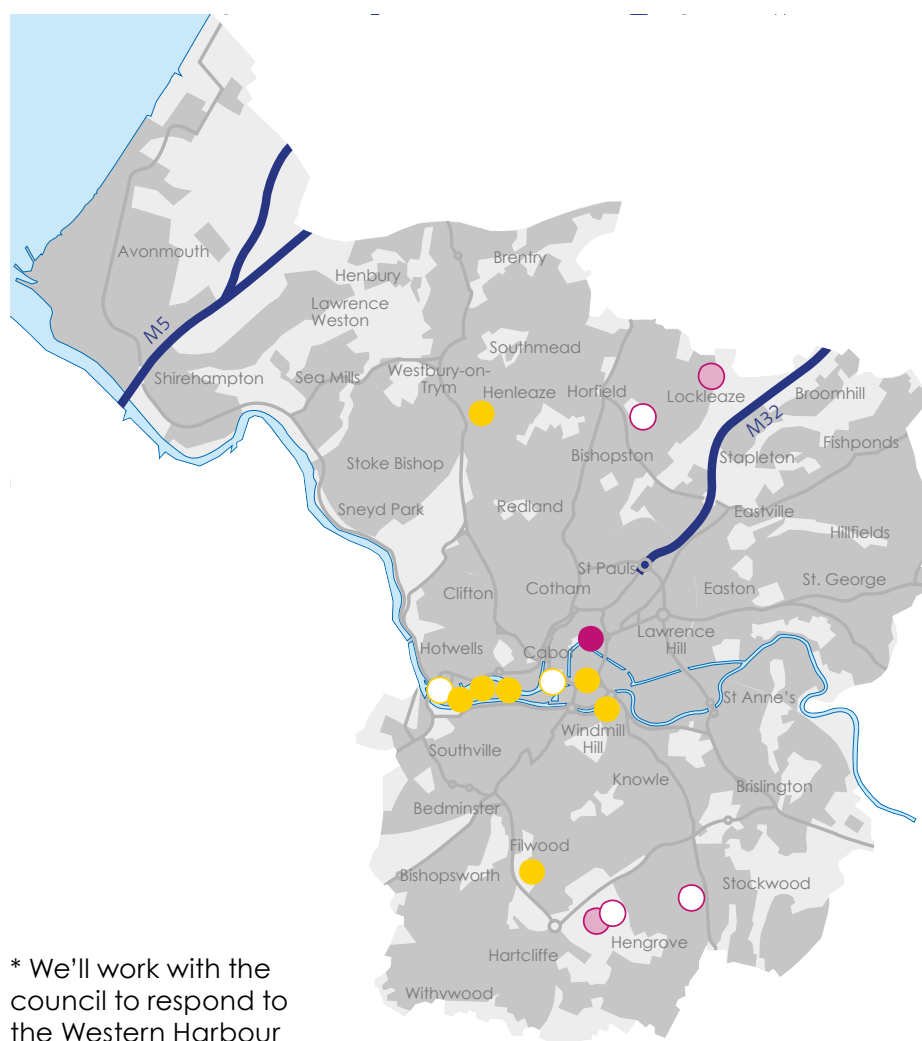 Avonmouth
Brentry
Henbury
Lawrence
Weston
M5
Southmead
Shirehampton
Sea Mills
Westbury-on-
Trym
Henleaze
Horfield
Lockleaze
Broomhill
M32
Fishponds
Stoke Bishop
Bishopston
Stapleton
Sneyd Park
Redland
Eastville
Hillfields
St Pauls
Clifton
Cotham
Easton
St. George
Hotwells
Cabo
Lawrence
Hill
St Anne's
Southville
Windmill
Hill
Knowle
Brislington
Bedminster
Filwood
Bishopsworth
Stockwood
Hartcliffe
Hengrove
Withywood
* We'll work with the
council to respond to
the Western Harbour